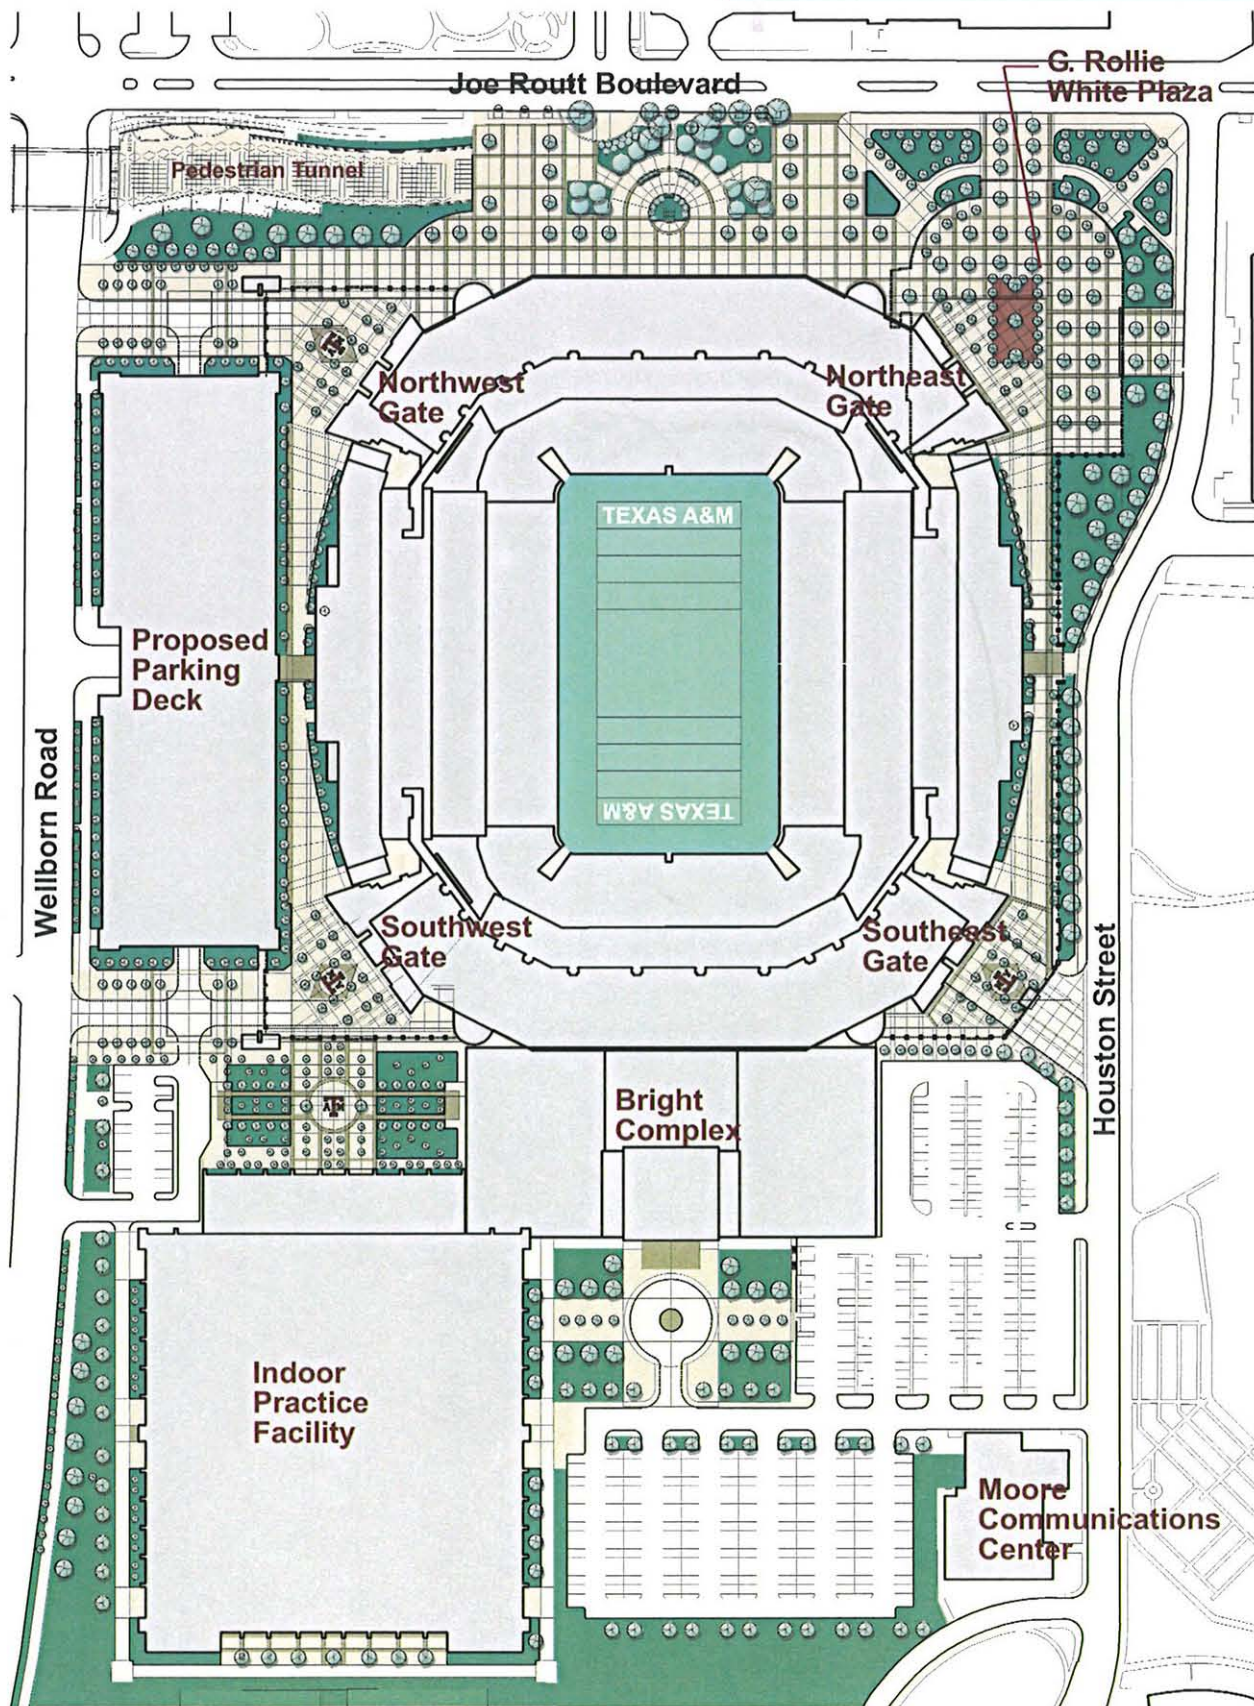 Joe Routt Boulevard
G. Rollie
White Plaza
Pedestrian Tunnel
Northwest
Gate
Northeast
Gate
TEXAS A&M
Proposed
Parking
Deck
Wellborn Road
TEXAS A&M
Southwest
Gate
Southeast
Gate
Houston Street
Bright
Complex
Indoor
Practice
Facility
Moore
Communications
Center